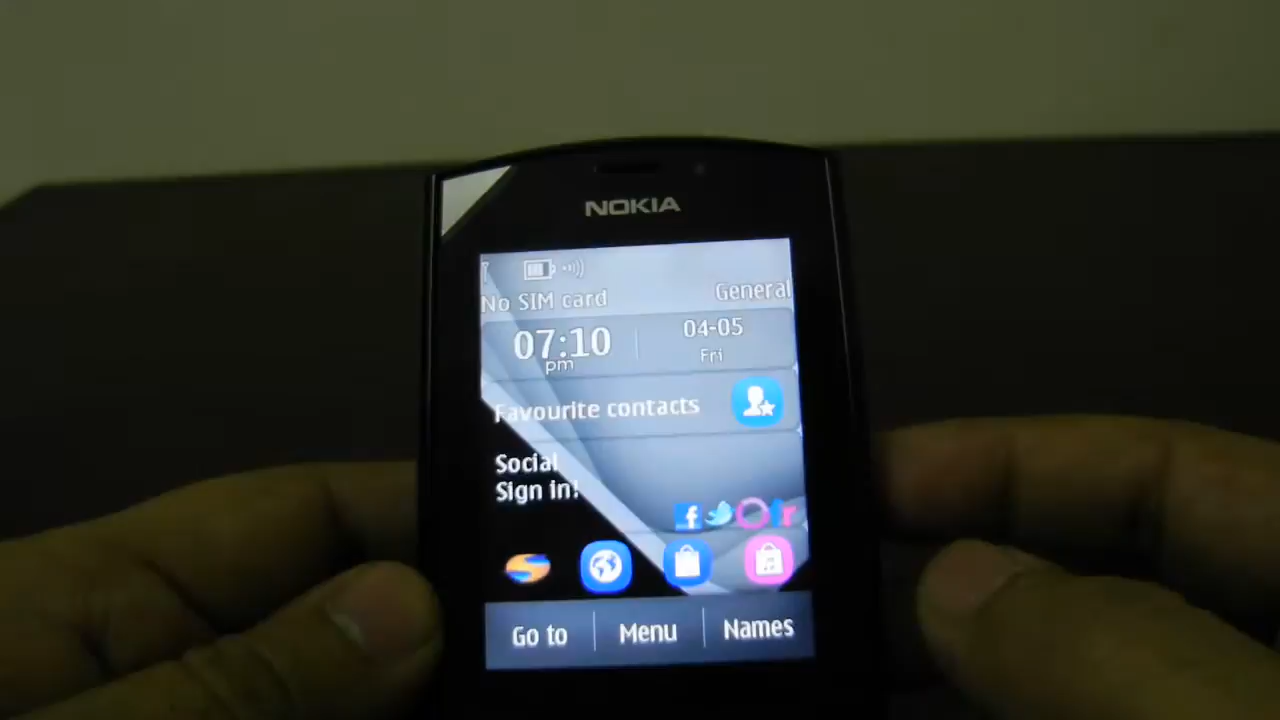 NOKIA
No SIM card
General
07:10
pm
04-05
Fri
Favourite contacts
Social
Sign in!
Go to
Menu
Names